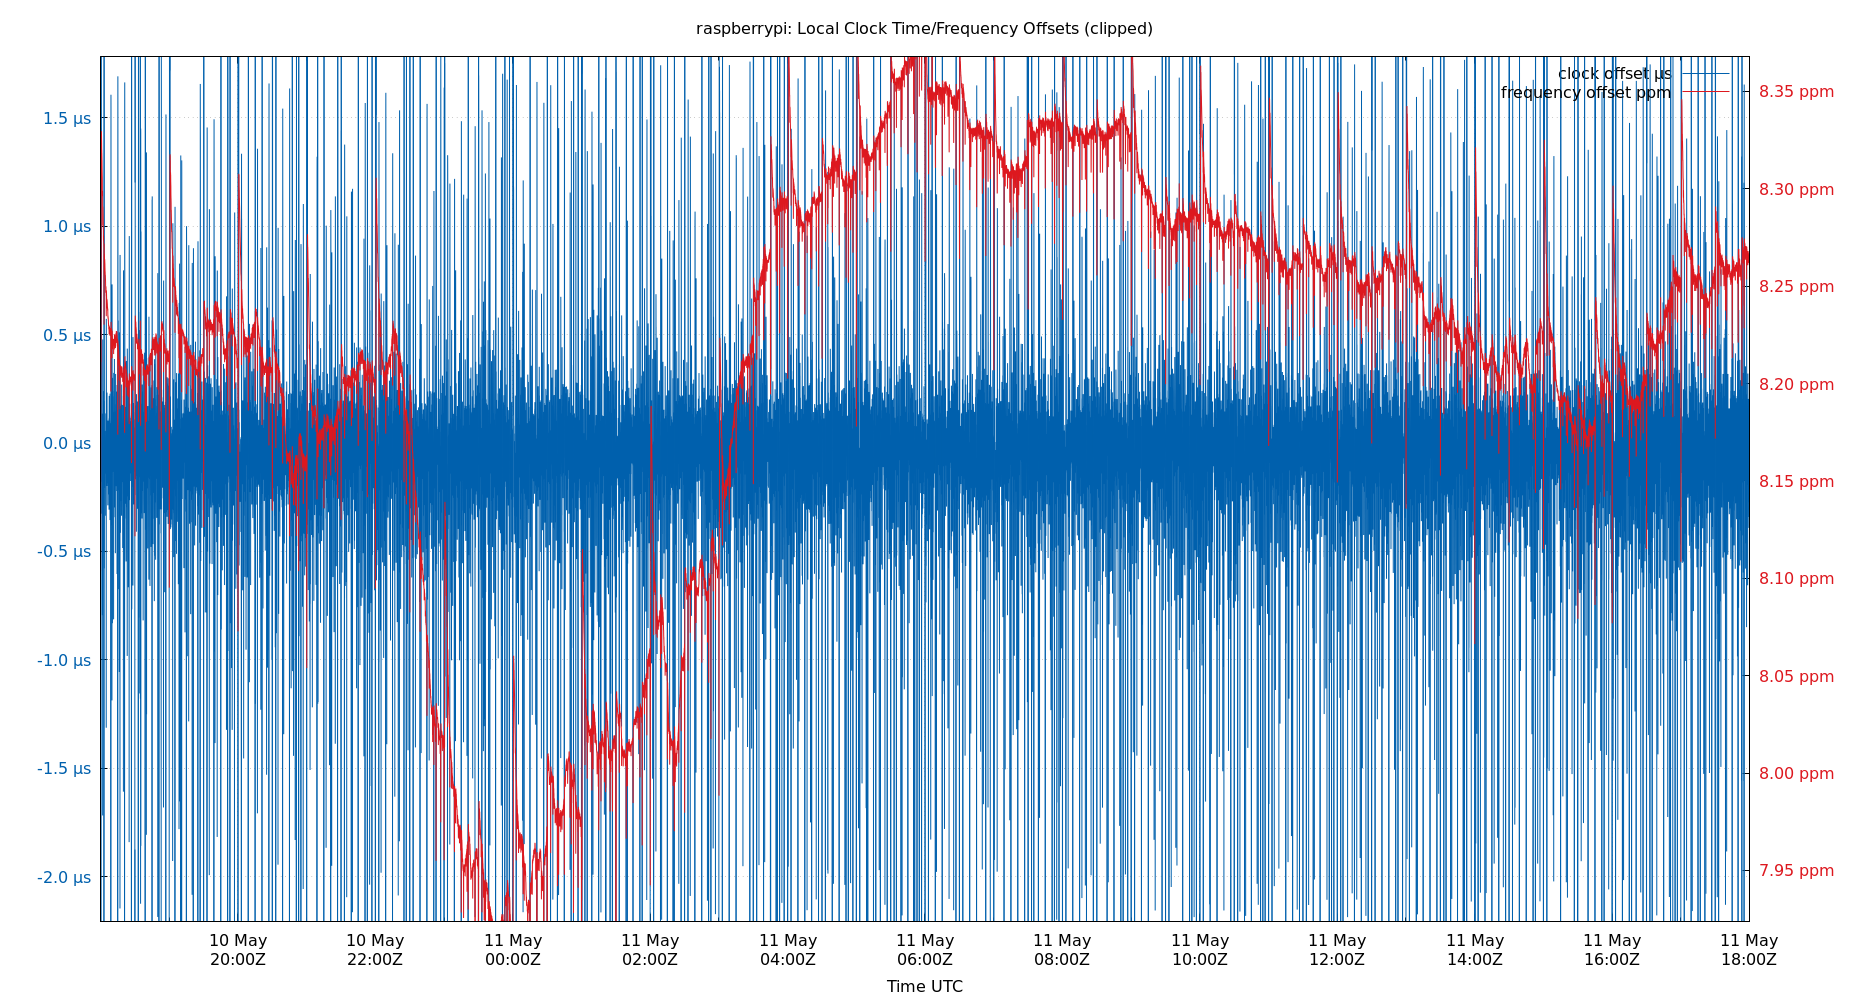 raspberrypi: Local Clock Time/Frequency Offsets (clipped)
clock offset µs
frequency offset ppm
1.5 µs
1.0 µs
0.5 µs
0.0 µs
-0.5 µs
-1.0 µs
-1.5 µs
-2.0 µs
8.35 ppm
8.30 ppm
8.25 ppm
8.20 ppm
8.15 ppm
8.10 ppm
8.05 ppm
8.00 ppm
7.95 ppm
10 May 10 May 11 May 11 May 11 May 11 May 11 May 11 May 11 May 11 May 11 May 11 May
20:00Z 22:00Z 00:00Z 02:00Z 04:00Z 06:00Z 08:00Z 10:00Z 12:00Z 14:00Z 16:00Z 18:00Z
Time UTC